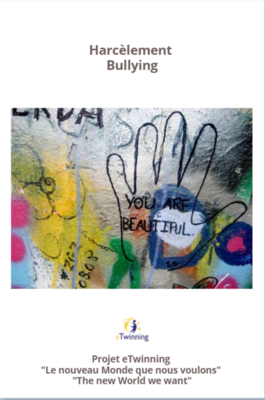 Harcèlement
Bullying
YOU ARE
BEAUTIFUL.
eTwinning
Projet eTwinning
"Le nouveau Monde que nous voulons"
"The new World we want"